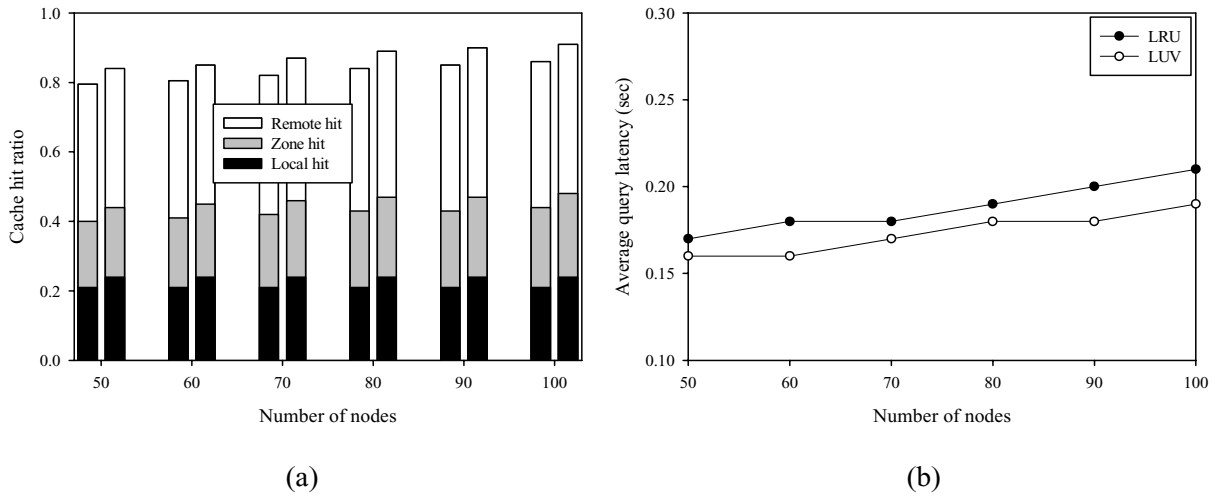 1.0
0.8
0.6
0.4
0.2
0.0
Cache hit ratio
Remote hit
Zone hit
Local hit
50 60 70 80 90 100
Number of nodes
(a)
0.30
0.25
0.20
0.15
0.10
Average query latency (sec)
LRU
LUV
50 60 70 80 90 100
Number of nodes
(b)